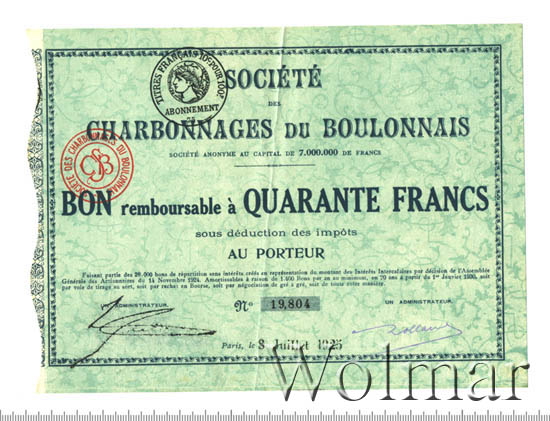 TITRES FRANÇAIS 10c POUR 100f
ABONNEMENT
SOCIÉTÉ
DES
CHARBONNAGES DU BOULONNAIS
SOCIÉTÉ ANONYME AU CAPITAL DE 7.000.000 DE FRANCS
SOCIÉTÉ DES CHARBONNAGES DU BOULONNAIS
CSB
BON remboursable à QUARANTE FRANCS
sous déduction des impôts
AU PORTEUR
Faisant partie des 28.000 bons de répartition sans intérêts créés en représentation du montant des Intérêts Intercalaires par décision de l'Assemblée
Générale des Actionnaires du 14 Novembre 1924. Amortissables à raison de 1.400 Bons par an au minimum, en 20 ans à partir du 1er Janvier 1930, soit
par voie de tirage au sort, soit par rachat en Bourse, soit par négociation de gré à gré, soit de toute autre manière.
UN ADMINISTRATEUR. No 19,804 UN ADMINISTRATEUR.
Paris, le 8 Juillet 1925
Wolmar